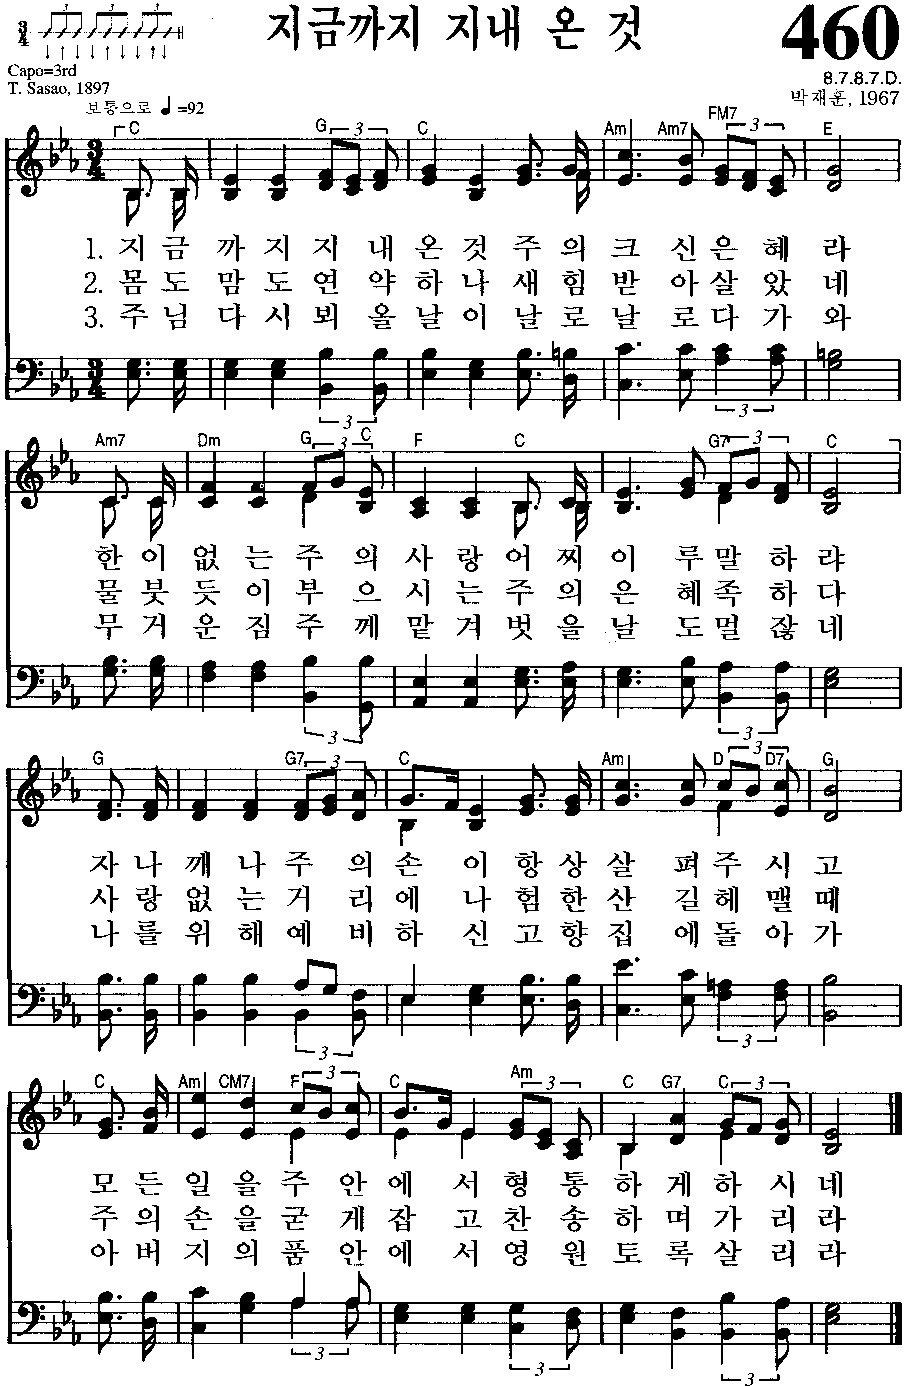 지금까지 지내 온 것
460
3/4
Capo=3rd
T. Sasao, 1897
8.7.8.7.D.
박재훈, 1967
보통으로 ♩=92
C G C Am Am7 FM7 E
1. 지금 까지지 내온것주의크신은혜 라
2. 몸도 맘도연 약하나새힘받아살았 네
3. 주님 다시뵈 올날이날로날로다가 와
Am7 Dm G C F C G7 C
한이 없는주의 사랑어찌이루말하 랴
물붓 듯이부으 시는주의은혜족하 다
무거 운짐주께 맡겨벗을날도멀잖 네
G G7 C Am D D7 G
자나 깨나주의 손이항상살펴주시 고
사랑 없는거리 에나험한산길헤맬 때
나를 위해예비 하신고향집에돌아 가
C Am CM7 F C Am C G7 C
모든 일을주안 에서형통하게하시 네
주의 손을굳게 잡고찬송하며가리 라
아버 지의품안 에서영원토록살리 라